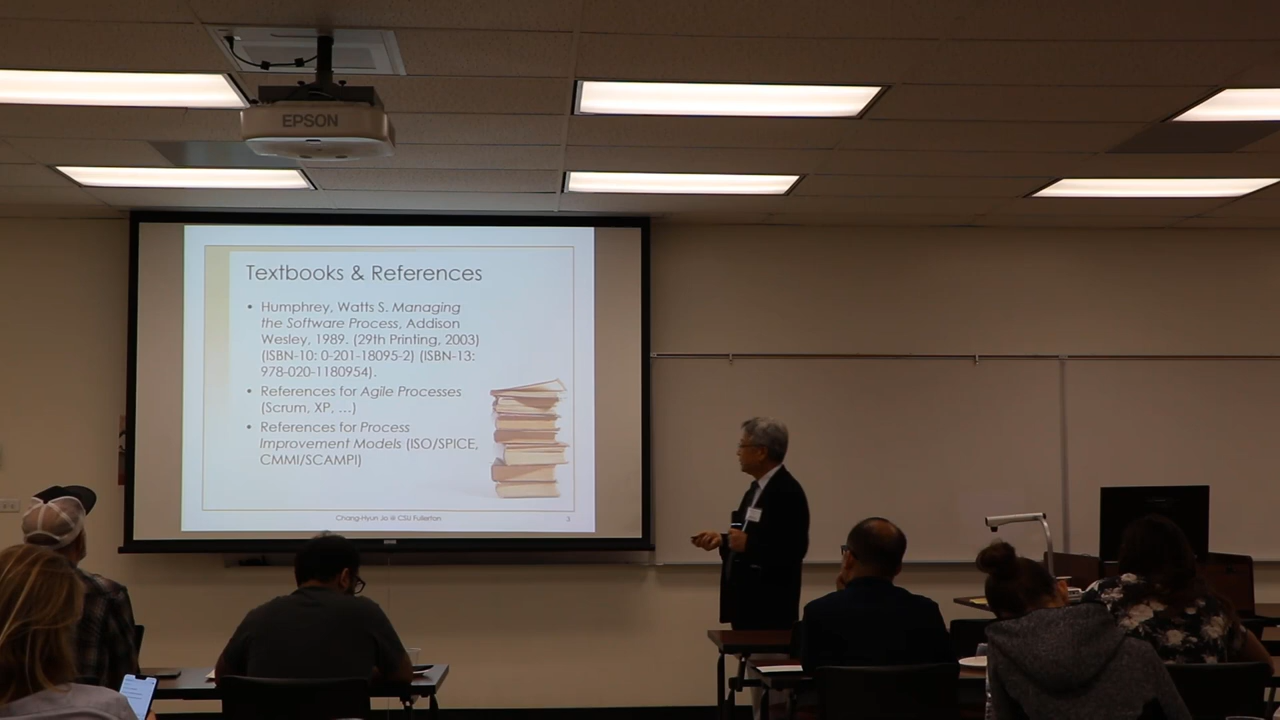 EPSON
Textbooks & References
• Humphrey, Watts S. Managing
the Software Process, Addison
Wesley, 1989. (29th Printing, 2003)
(ISBN-10: 0-201-18095-2) (ISBN-13:
978-020-1180954).
• References for Agile Processes
(Scrum, XP, ...)
• References for Process
Improvement Models (ISO/SPICE,
CMMI/SCAMPI)
Chang-Hyun Jo @ CSU Fullerton 3